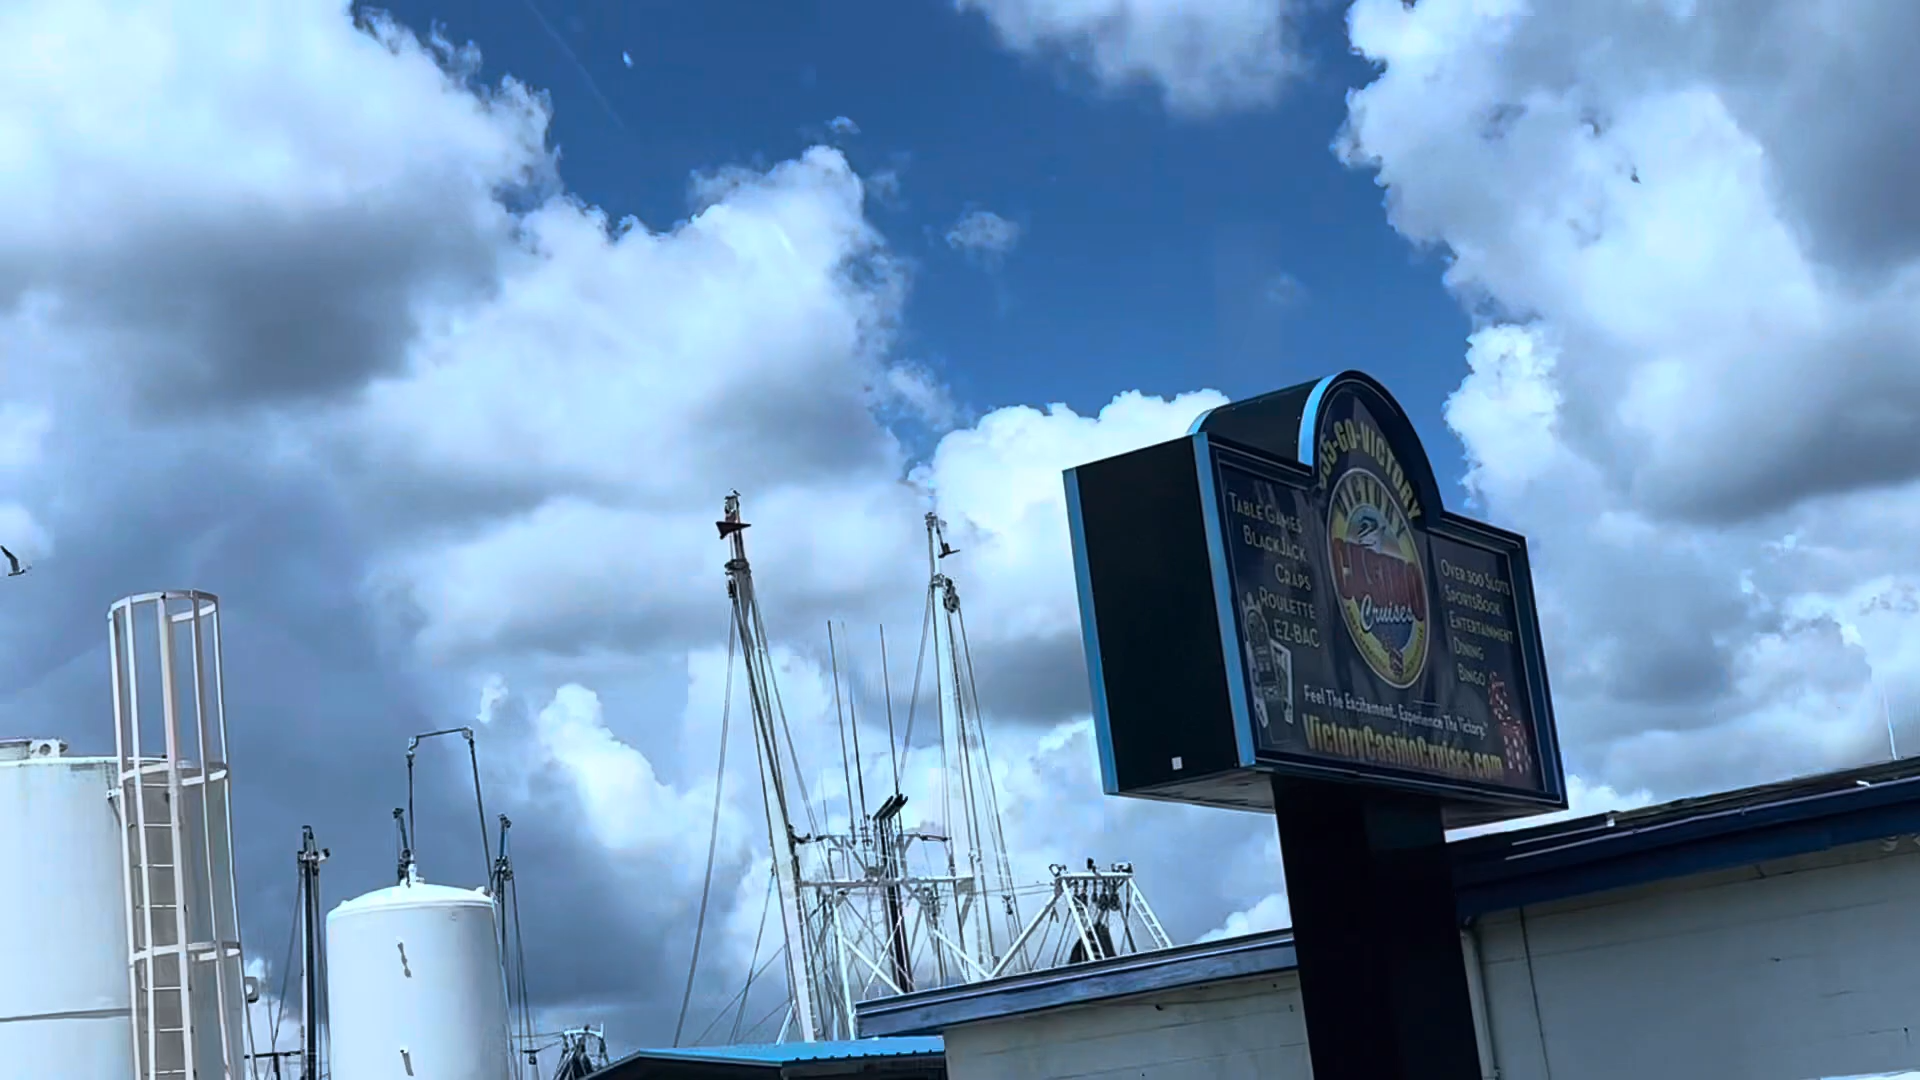 55-GO-VICTORY
VICTORY
CASINO
Cruises
TABLE GAMES
BLACKJACK
CRAPS
ROULETTE
EZ-BAC
OVER 300 SLOTS
SPORTSBOOK
ENTERTAINMENT
DINING
BINGO
Feel The Excitement. Experience The Victory.
VictoryCasinoCruises.com